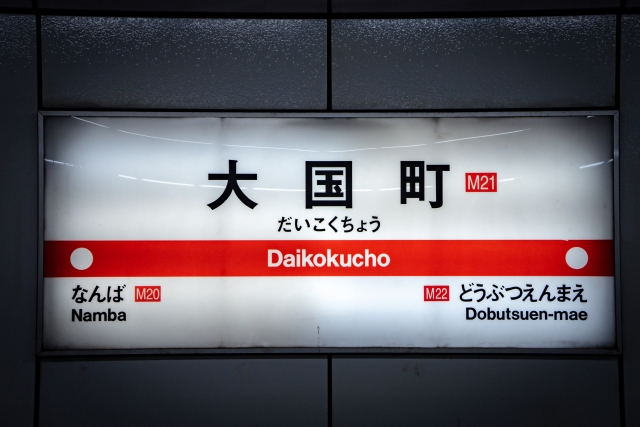 大国町 M21
だいこくちょう
Daikokucho
なんば M20
Namba
M22 どうぶつえんまえ
Dobutsuen-mae